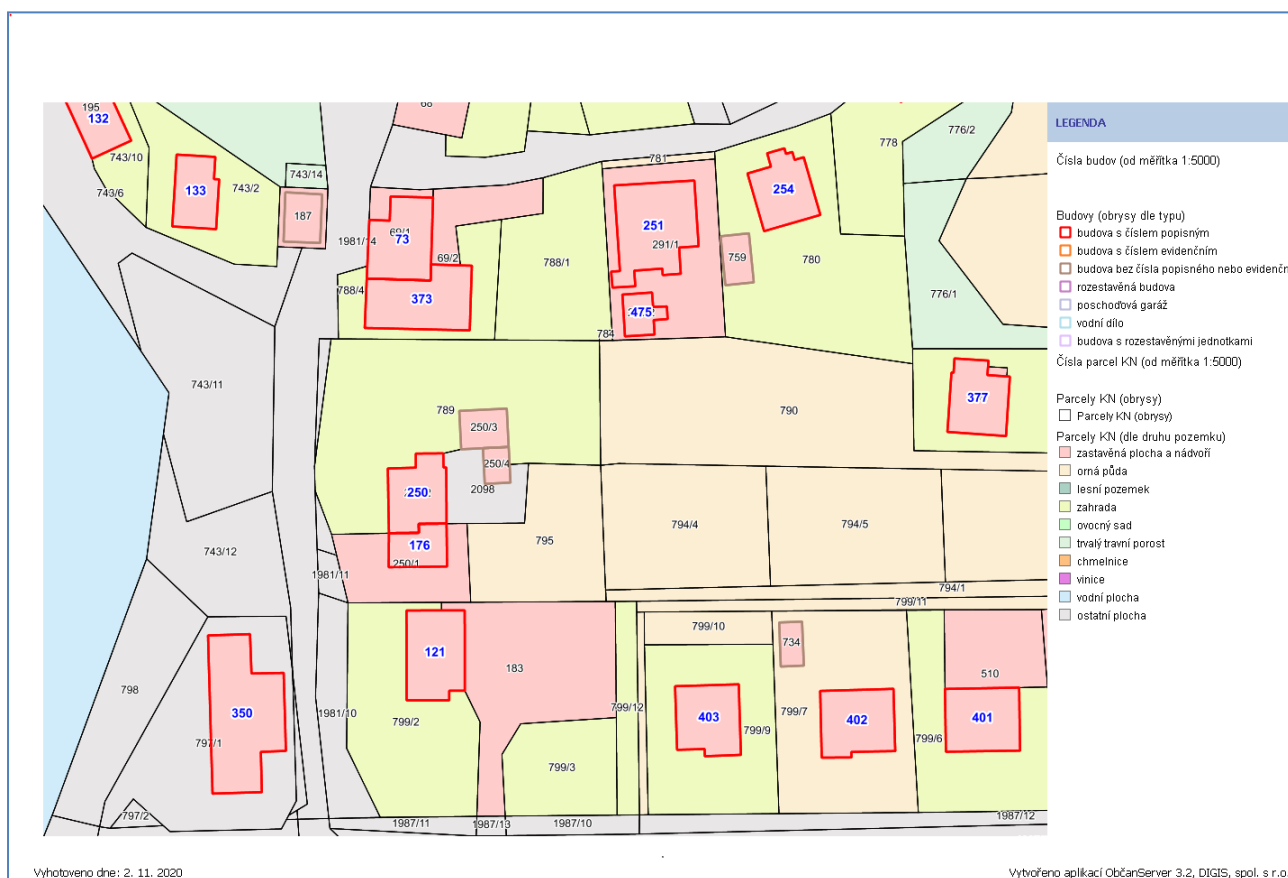 195
68
132
743/10
743/6
133
743/2
743/14
187
1981/14
73
69/2
788/4
373
788/1
781
251
291/1
475
784
759
254
780
778
776/2
776/1
743/11
789
250/3
250/4
2098
250
176
250/1
790
377
795
794/4
794/5
794/1
799/11
743/12
1981/11
798
350
797/1
797/2
1981/10
121
183
799/2
799/3
799/12
799/10
734
403
799/9
799/7
402
799/6
401
510
1987/11
1987/13
1987/10
1987/12
LEGENDA
Čísla budov (od měřítka 1:5000)
Budovy (obrysy dle typu)
budova s číslem popisným
budova s číslem evidenčním
budova bez čísla popisného nebo evidenčn
rozestavěná budova
poschoďová garáž
vodní dílo
budova s rozestavěnými jednotkami
Čísla parcel KN (od měřítka 1:5000)
Parcely KN (obrysy)
Parcely KN (obrysy)
Parcely KN (dle druhu pozemku)
zastavěná plocha a nádvoří
orná půda
lesní pozemek
zahrada
ovocný sad
trvalý travní porost
chmelnice
vinice
vodní plocha
ostatní plocha
Vyhotoveno dne: 2. 11. 2020
Vytvořeno aplikací ObčanServer 3.2, DIGIS, spol. s r.o.